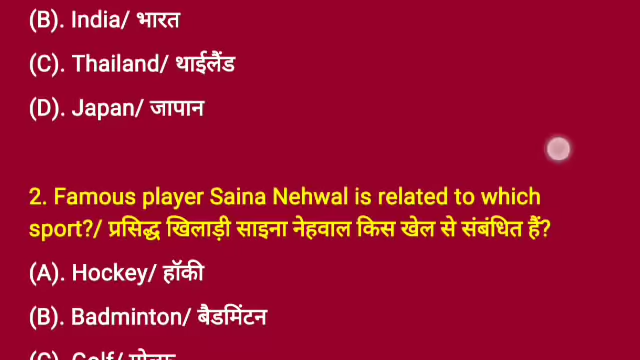 (B). India/ भारत
(C). Thailand/ थाईलैंड
(D). Japan/ जापान
2. Famous player Saina Nehwal is related to which
sport?/ प्रसिद्ध खिलाड़ी साइना नेहवाल किस खेल से संबंधित हैं?
(A). Hockey/ हॉकी
(B). Badminton/ बैडमिंटन
(C). Golf/ गोल्फ